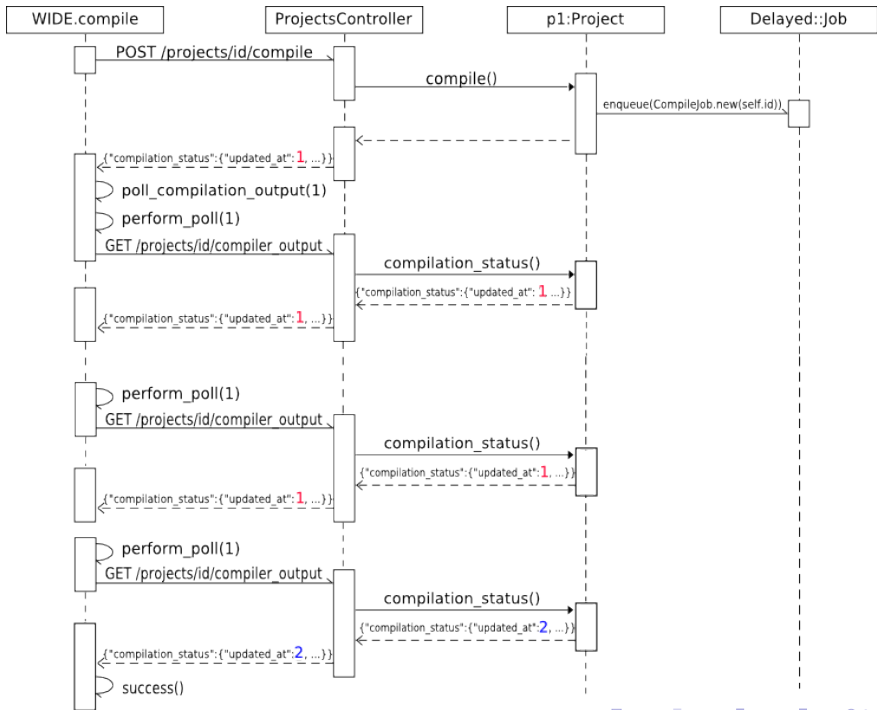 WIDE.compile
ProjectsController
p1:Project
Delayed::Job
POST /projects/id/compile
compile()
enqueue(CompileJob.new(self.id))
{"compilation_status":{"updated_at":1, ...}}
poll_compilation_output(1)
perform_poll(1)
GET /projects/id/compiler_output
compilation_status()
{"compilation_status":{"updated_at": 1 ...}}
{"compilation_status":{"updated_at":1, ...}}
perform_poll(1)
GET /projects/id/compiler_output
compilation_status()
{"compilation_status":{"updated_at":1, ...}}
{"compilation_status":{"updated_at":1, ...}}
perform_poll(1)
GET /projects/id/compiler_output
compilation_status()
{"compilation_status":{"updated_at":2, ...}}
{"compilation_status":{"updated_at":2, ...}}
success()